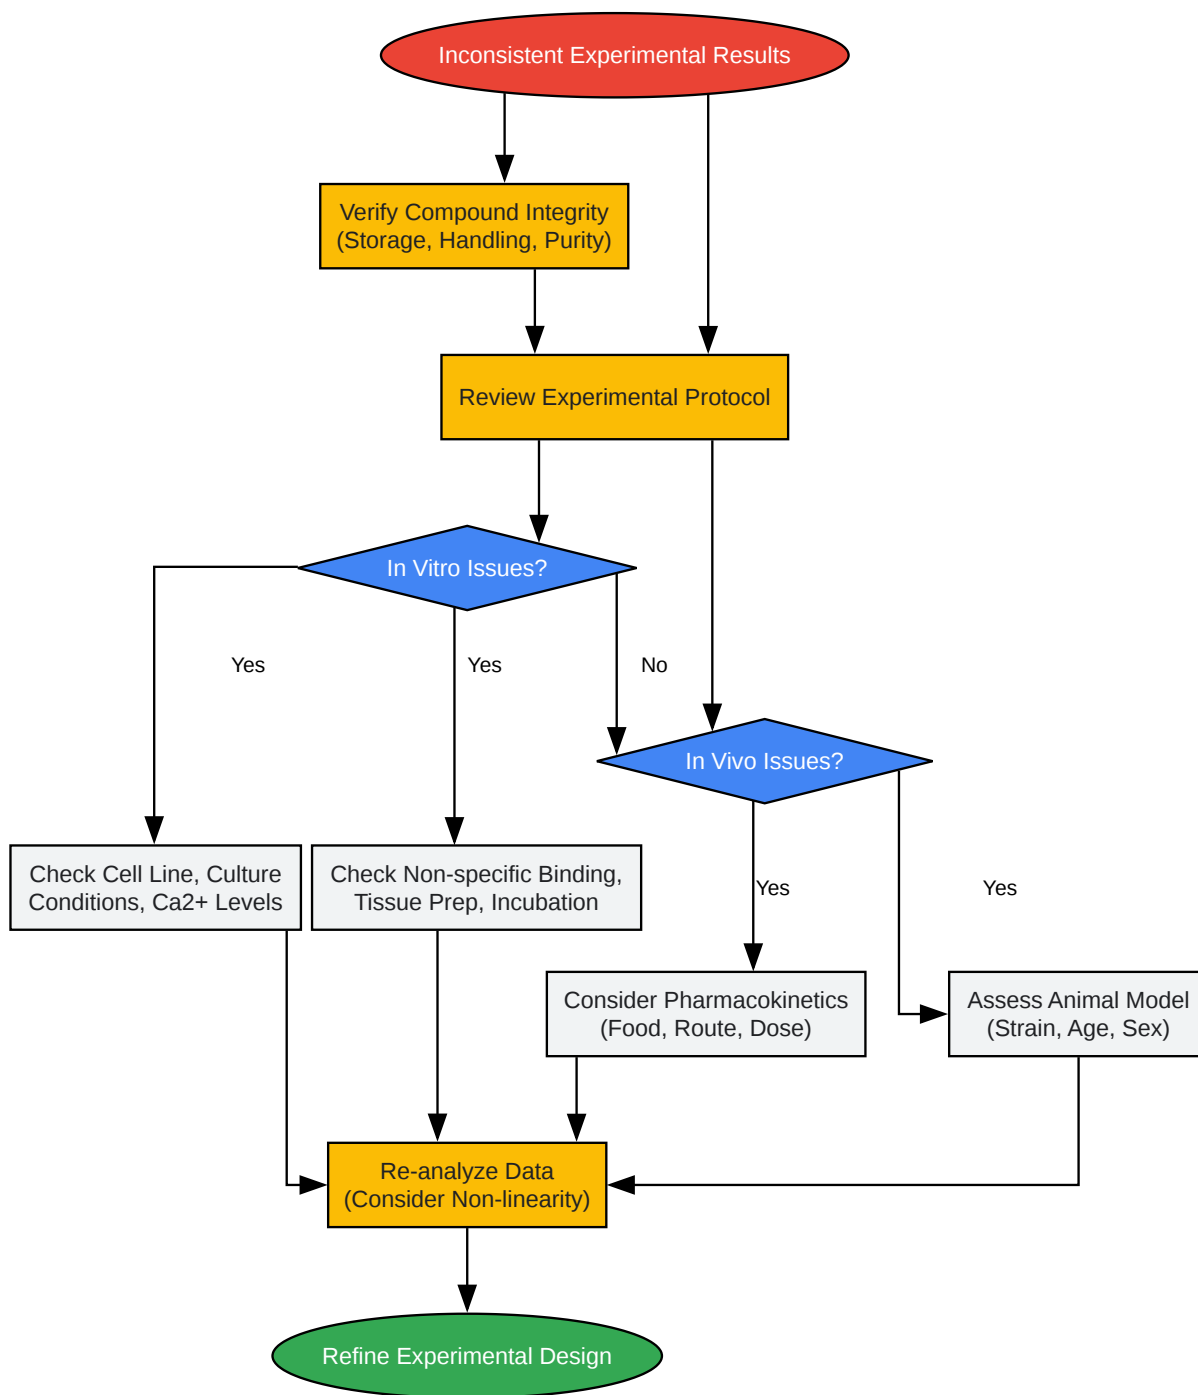 Inconsistent Experimental Results
Verify Compound Integrity
(Storage, Handling, Purity)
Review Experimental Protocol
In Vitro Issues?
Yes
Yes
No
In Vivo Issues?
Check Cell Line, Culture
Conditions, Ca2+ Levels
Check Non-specific Binding,
Tissue Prep, Incubation
Yes
Yes
Consider Pharmacokinetics
(Food, Route, Dose)
Assess Animal Model
(Strain, Age, Sex)
Re-analyze Data
(Consider Non-linearity)
Refine Experimental Design